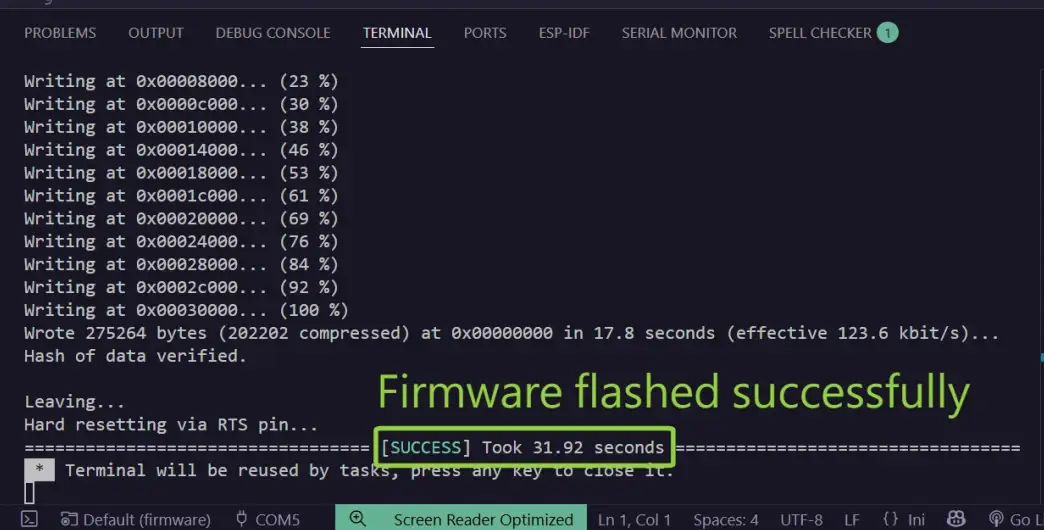 PROBLEMS OUTPUT DEBUG CONSOLE TERMINAL PORTS ESP-IDF SERIAL MONITOR SPELL CHECKER 1
Writing at 0x00008000... (23 %)
Writing at 0x0000c000... (30 %)
Writing at 0x00010000... (38 %)
Writing at 0x00014000... (46 %)
Writing at 0x00018000... (53 %)
Writing at 0x0001c000... (61 %)
Writing at 0x00020000... (69 %)
Writing at 0x00024000... (76 %)
Writing at 0x00028000... (84 %)
Writing at 0x0002c000... (92 %)
Writing at 0x00030000... (100 %)
Wrote 275264 bytes (202202 compressed) at 0x00000000 in 17.8 seconds (effective 123.6 kbit/s)...
Hash of data verified.
Firmware flashed successfully
Leaving...
Hard resetting via RTS pin...
================================== [SUCCESS] Took 31.92 seconds ==================================
* Terminal will be reused by tasks, press any key to close it.
Default (firmware) COM5 Screen Reader Optimized Ln 1, Col 1 Spaces: 4 UTF-8 LF {} Ini Go L